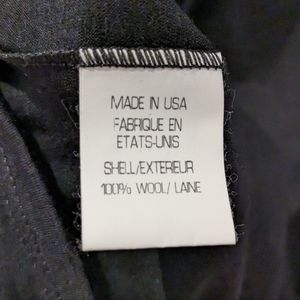 MADE IN USA
FABRIQUE EN
ETATS-UNIS
SHELL/EXTERIEUR
100% WOOL/ LAINE